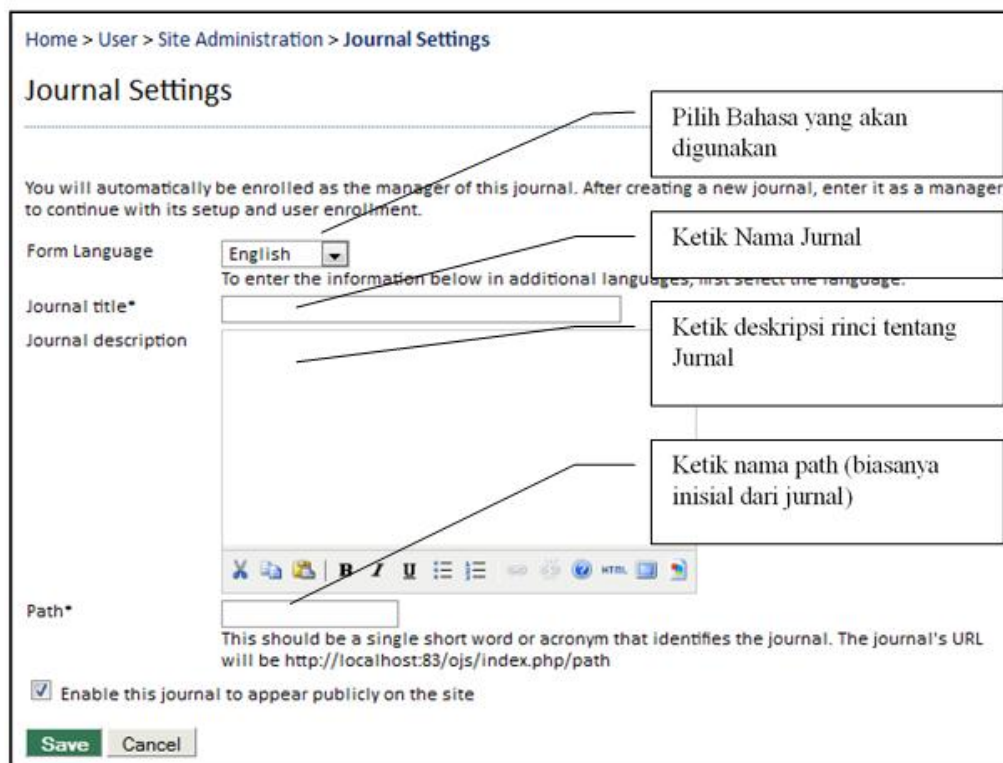 Home > User > Site Administration > Journal Settings
Journal Settings
Pilih Bahasa yang akan
digunakan
You will automatically be enrolled as the manager of this journal. After creating a new journal, enter it as a manager
to continue with its setup and user enrollment.
Form Language
English
Ketik Nama Jurnal
To enter the information below in additional languages, first select the language.
Journal title*
Journal description
Ketik deskripsi rinci tentang
Jurnal
Ketik nama path (biasanya
inisial dari jurnal)
B I U HTML
Path*
This should be a single short word or acronym that identifies the journal. The journal's URL
will be http://localhost:83/ojs/index.php/path
Enable this journal to appear publicly on the site
Save Cancel